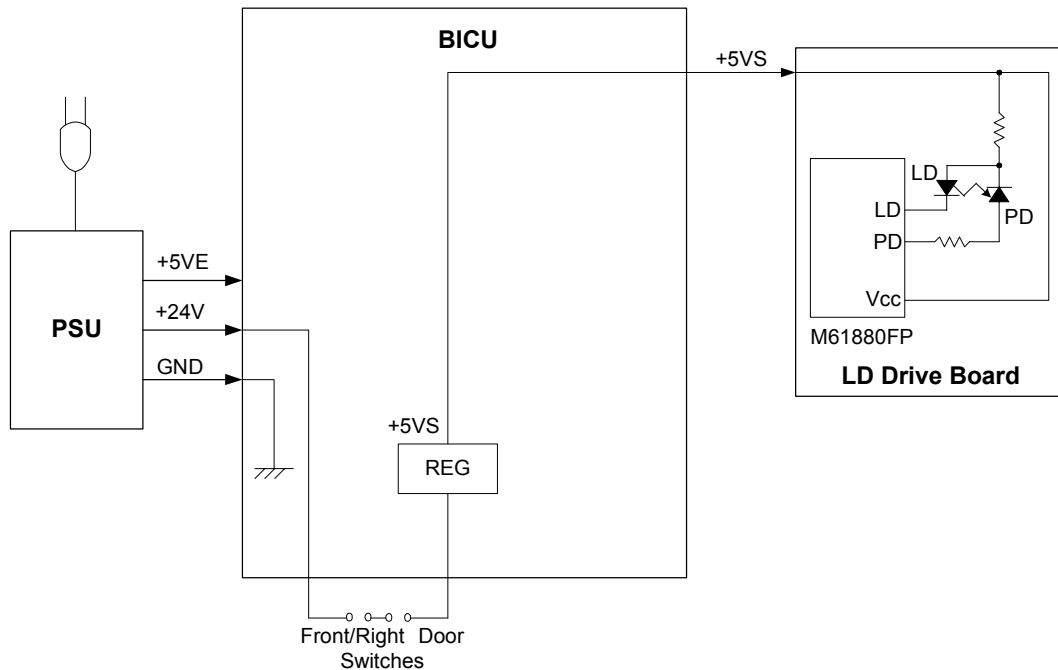 BICU
+5VS
LD
LD
PD
PD
Vcc
M61880FP
LD Drive Board
+5VE
+24V
GND
PSU
+5VS
REG
Front/Right Door
Switches